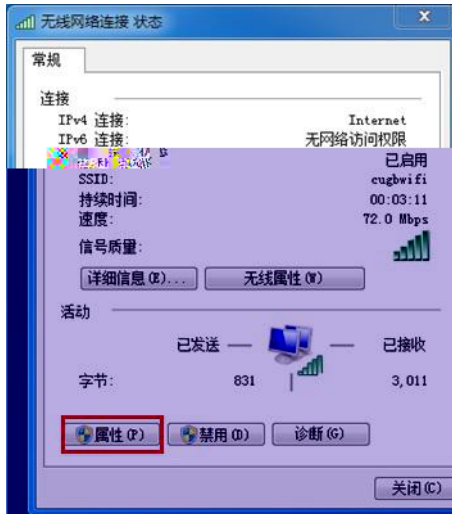 无线网络连接 状态
常规
连接
IPv4 连接: Internet
IPv6 连接: 无网络访问权限
已启用
SSID: cugbwifi
持续时间: 00:03:11
速度: 72.0 Mbps
信号质量:
详细信息(E)... 无线属性(W)
活动
已发送 — — 已接收
字节: 831 3,011
属性(P) 禁用(D) 诊断(G)
关闭(C)